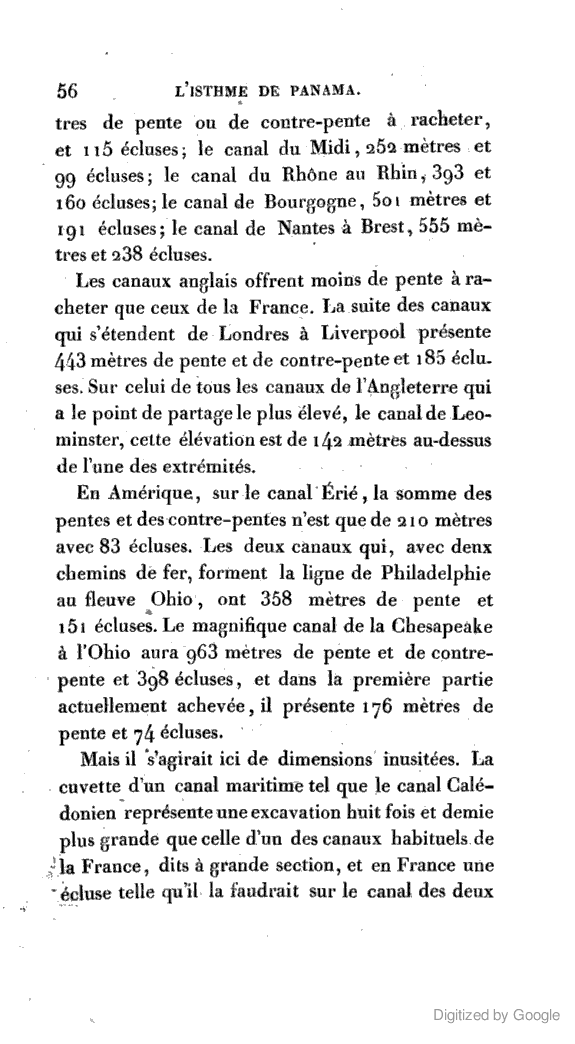 56 L'ISTHME DE PANAMA.
tres de pente ou de contre-pente à racheter,
et 115 écluses; le canal du Midi, 252 mètres et
99 écluses; le canal du Rhône au Rhin, 393 et
160 écluses; le canal de Bourgogne, 501 mètres et
191 écluses; le canal de Nantes à Brest, 555 mè-
tres et 238 écluses.
Les canaux anglais offrent moins de pente à ra-
cheter que ceux de la France. La suite des canaux
qui s'étendent de Londres à Liverpool présente
443 mètres de pente et de contre-pente et 185 éclu-
ses. Sur celui de tous les canaux de l'Angleterre qui
a le point de partage le plus élevé, le canal de Leo-
minster, cette élévation est de 142 mètres au-dessus
de l'une des extrémités.
En Amérique, sur le canal Érié, la somme des
pentes et des contre-pentes n'est que de 210 mètres
avec 83 écluses. Les deux canaux qui, avec deux
chemins de fer, forment la ligne de Philadelphie
au fleuve Ohio, ont 358 mètres de pente et
151 écluses. Le magnifique canal de la Chesapeake
à l'Ohio aura 963 mètres de pente et de contre-
pente et 398 écluses, et dans la première partie
actuellement achevée, il présente 176 mètres de
pente et 74 écluses.
Mais il s'agirait ici de dimensions inusitées. La
cuvette d'un canal maritime tel que le canal Calé-
donien représente une excavation huit fois et demie
plus grande que celle d'un des canaux habituels de
la France, dits à grande section, et en France une
écluse telle qu'il la faudrait sur le canal des deux
Digitized by Google